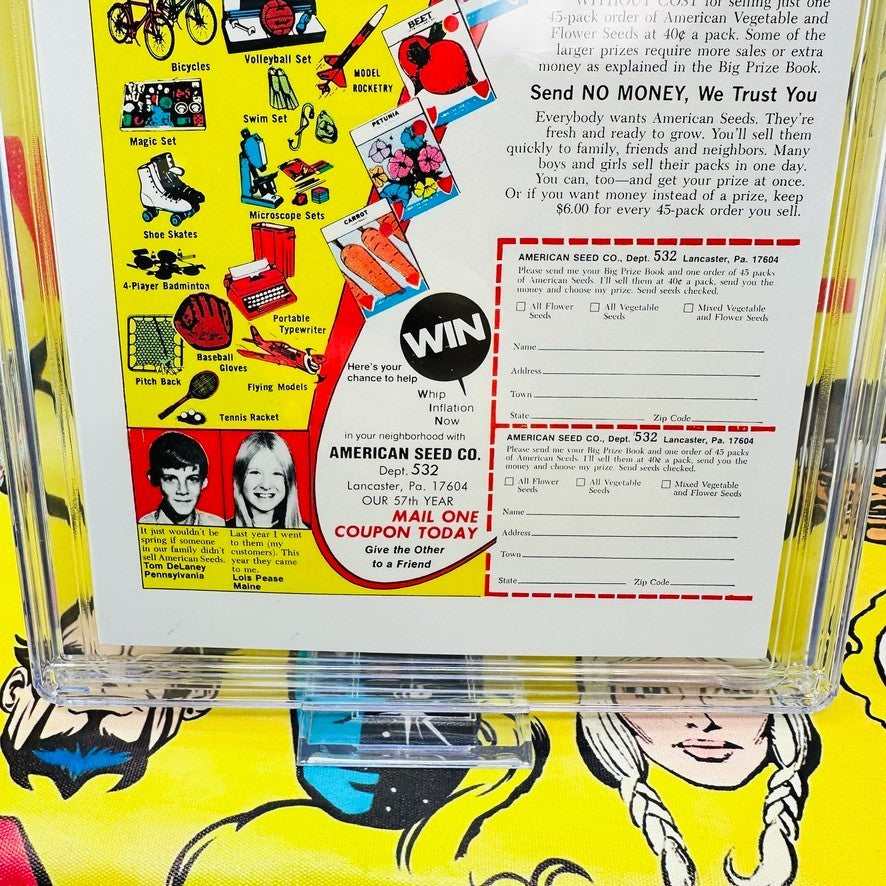 Bicycles
Volleyball Set
MODEL
ROCKETRY
Magic Set
Swim Set
Shoe Skates
Microscope Sets
4-Player Badminton
Portable
Typewriter
Baseball
Gloves
Pitch Back
Flying Models
Tennis Racket
BEET
PETUNIA
CARROT
It just wouldn't be
spring if someone
in our family didn't
sell American Seeds.
Tom DeLaney
Pennsylvania
Last year I went
to them (my
customers). This
year they came
to me.
Lois Pease
Maine
WITHOUT COST for selling just one
45-pack order of American Vegetable and
Flower Seeds at 40¢ a pack. Some of the
larger prizes require more sales or extra
money as explained in the Big Prize Book.
Send NO MONEY, We Trust You
Everybody wants American Seeds. They're
fresh and ready to grow. You'll sell them
quickly to family, friends and neighbors. Many
boys and girls sell their packs in one day.
You can, too—and get your prize at once.
Or if you want money instead of a prize, keep
$6.00 for every 45-pack order you sell.
WIN
Here's your
chance to help
Whip
Inflation
Now
in your neighborhood with
AMERICAN SEED CO.
Dept. 532
Lancaster, Pa. 17604
OUR 57th YEAR
MAIL ONE
COUPON TODAY
Give the Other
to a Friend
AMERICAN SEED CO., Dept. 532 Lancaster, Pa. 17604
Please send me your Big Prize Book and one order of 45 packs
of American Seeds. I'll sell them at 40¢ a pack, send you the
money and choose my prize. Send seeds checked.
All Flower All Vegetable Mixed Vegetable
Seeds Seeds and Flower Seeds
Name
Address
Town
State Zip Code
AMERICAN SEED CO., Dept. 532 Lancaster, Pa. 17604
Please send me your Big Prize Book and one order of 45 packs
of American Seeds. I'll sell them at 40¢ a pack, send you the
money and choose my prize. Send seeds checked.
All Flower All Vegetable Mixed Vegetable
Seeds Seeds and Flower Seeds
Name
Address
Town
State Zip Code